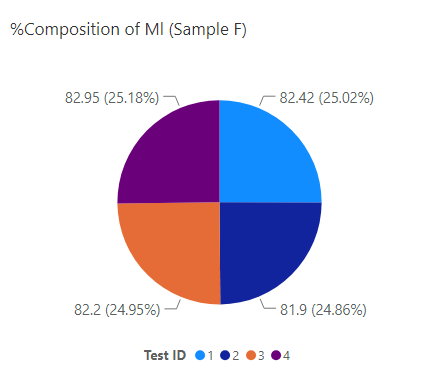 %Composition of Ml (Sample F)
82.95 (25.18%)
82.42 (25.02%)
82.2 (24.95%)
81.9 (24.86%)
Test ID 1 2 3 4